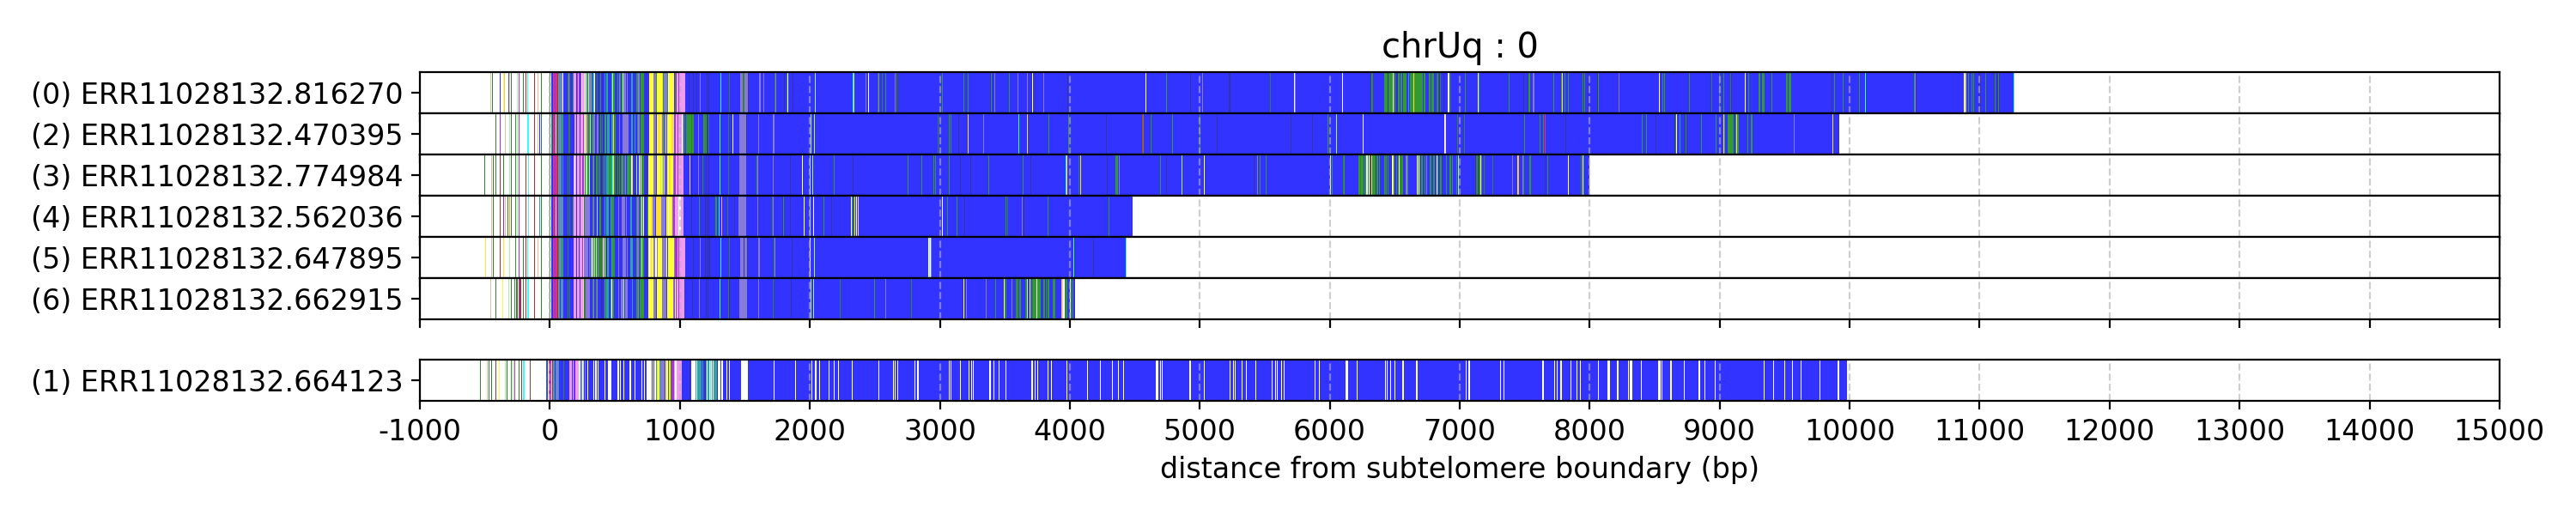 chrUq : 0
(0) ERR11028132.816270
(2) ERR11028132.470395
(3) ERR11028132.774984
(4) ERR11028132.562036
(5) ERR11028132.647895
(6) ERR11028132.662915
(1) ERR11028132.664123
-1000 0 1000 2000 3000 4000 5000 6000 7000 8000 9000 10000 11000 12000 13000 14000 15000
distance from subtelomere boundary (bp)